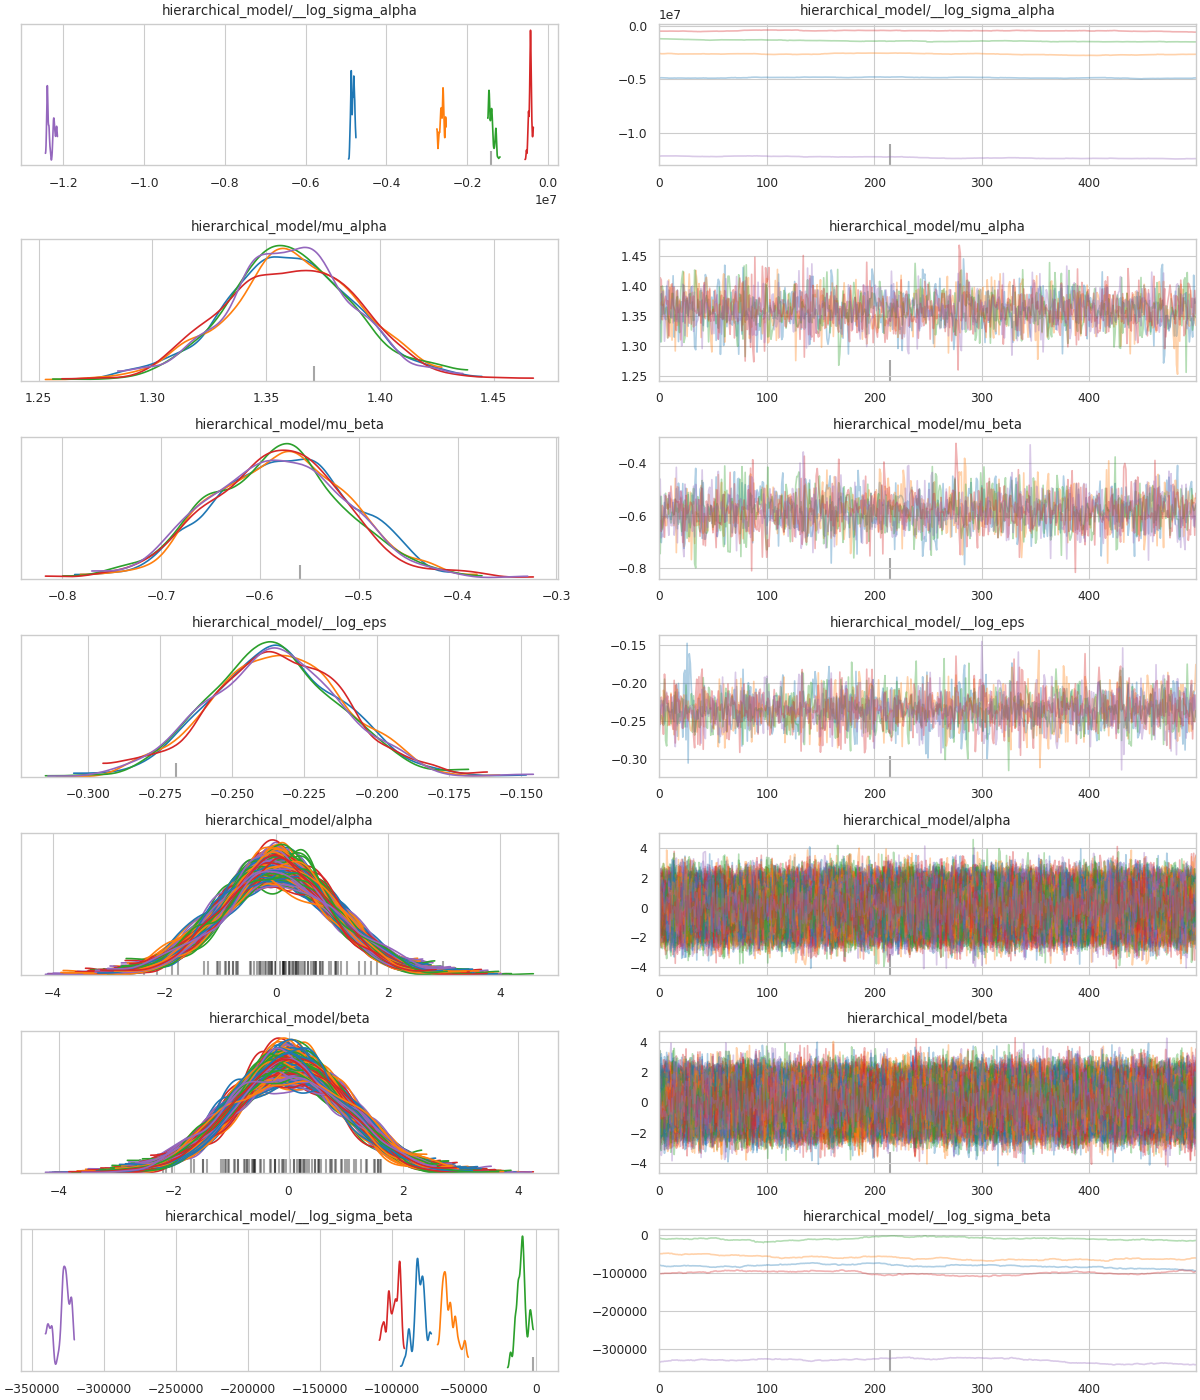 hierarchical_model/__log_sigma_alpha
hierarchical_model/__log_sigma_alpha
−1.2 −1.0 −0.8 −0.6 −0.4 −0.2 0.0
1e7
1e7
0.0
−0.5
−1.0
0 100 200 300 400
hierarchical_model/mu_alpha
hierarchical_model/mu_alpha
1.25 1.30 1.35 1.40 1.45
1.45
1.40
1.35
1.30
1.25
0 100 200 300 400
hierarchical_model/mu_beta
hierarchical_model/mu_beta
−0.8 −0.7 −0.6 −0.5 −0.4 −0.3
−0.4
−0.6
−0.8
0 100 200 300 400
hierarchical_model/__log_eps
hierarchical_model/__log_eps
−0.300 −0.275 −0.250 −0.225 −0.200 −0.175 −0.150
−0.15
−0.20
−0.25
−0.30
0 100 200 300 400
hierarchical_model/alpha
hierarchical_model/alpha
−4 −2 0 2 4
4
2
0
−2
−4
0 100 200 300 400
hierarchical_model/beta
hierarchical_model/beta
−4 −2 0 2 4
4
2
0
−2
−4
0 100 200 300 400
hierarchical_model/__log_sigma_beta
hierarchical_model/__log_sigma_beta
−350000 −300000 −250000 −200000 −150000 −100000 −50000 0
0
−100000
−200000
−300000
0 100 200 300 400